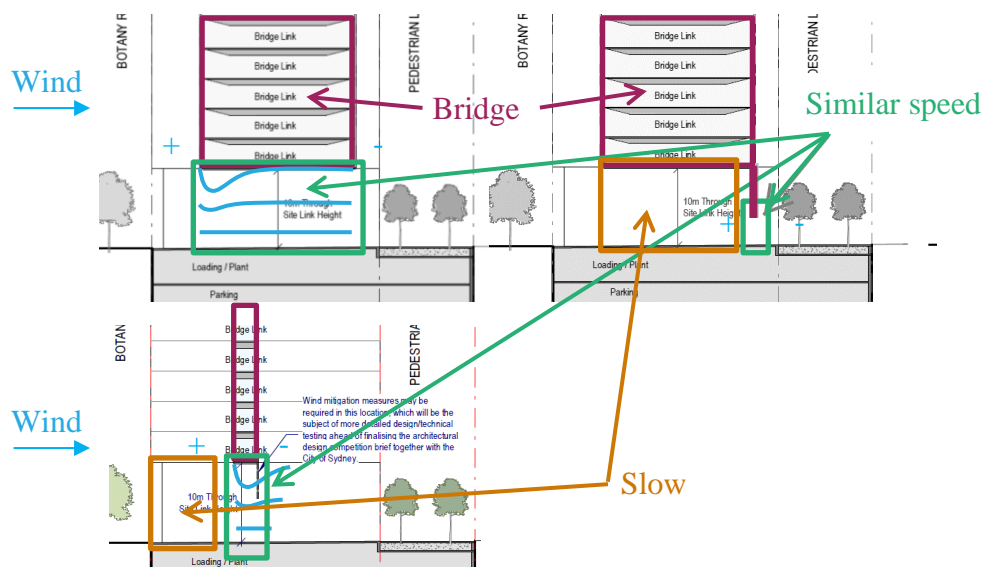 BOTANY R
Bridge Link
Bridge Link
Bridge Link
Bridge Link
Bridge Link
PEDESTRIAN L
BOTANY R
Bridge Link
Bridge Link
Bridge Link
Bridge Link
Bridge Link
PEDESTRIAN L
Wind
Bridge
Similar speed
+
-
10m Through
Site Link Height
10m Through
Site Link Height
+
-
Loading / Plant
Parking
Loading / Plant
Parking
BOTAN
Bridge Link
Bridge Link
Bridge Link
Bridge Link
Bridge Link
PEDESTRIA
Wind mitigation measures may be
required in this location, which will be the
subject of more detailed design/technical
testing ahead of finalising the architectural
design competition brief together with the
City of Sydney.
Wind
+
-
Slow
10m Through
Site Link Height
Loading / Plant